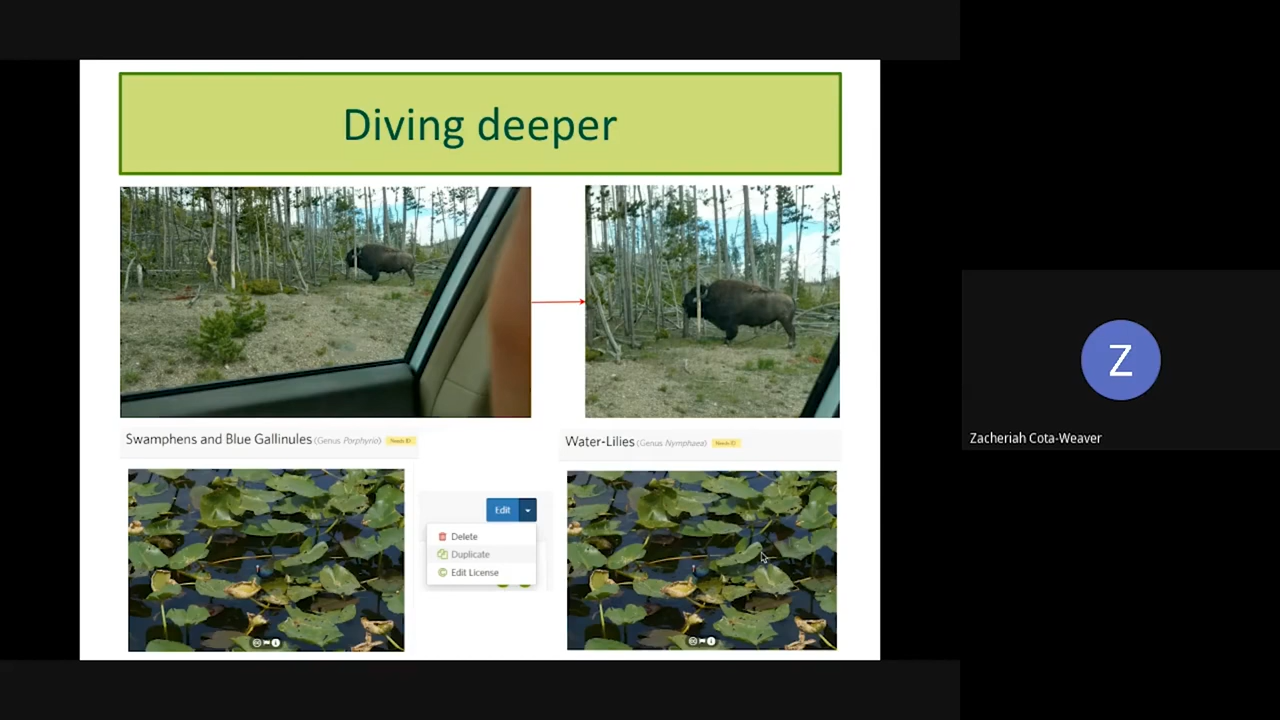 Diving deeper
Swamphens and Blue Gallinules (Genus Porphyrio) Needs ID
Water-Lilies (Genus Nymphaea) Needs ID
Edit
Delete
Duplicate
Edit License
Z
Zacheriah Cota-Weaver